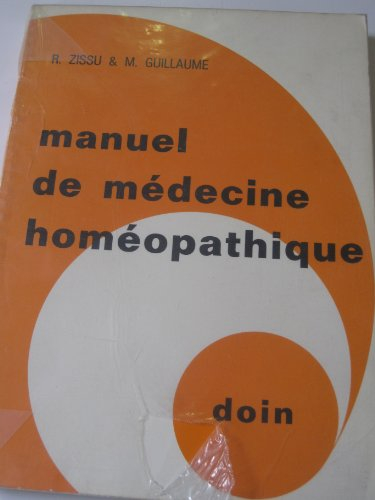 R. ZISSU & M. GUILLAUME
manuel
de médecine
homéopathique
doin